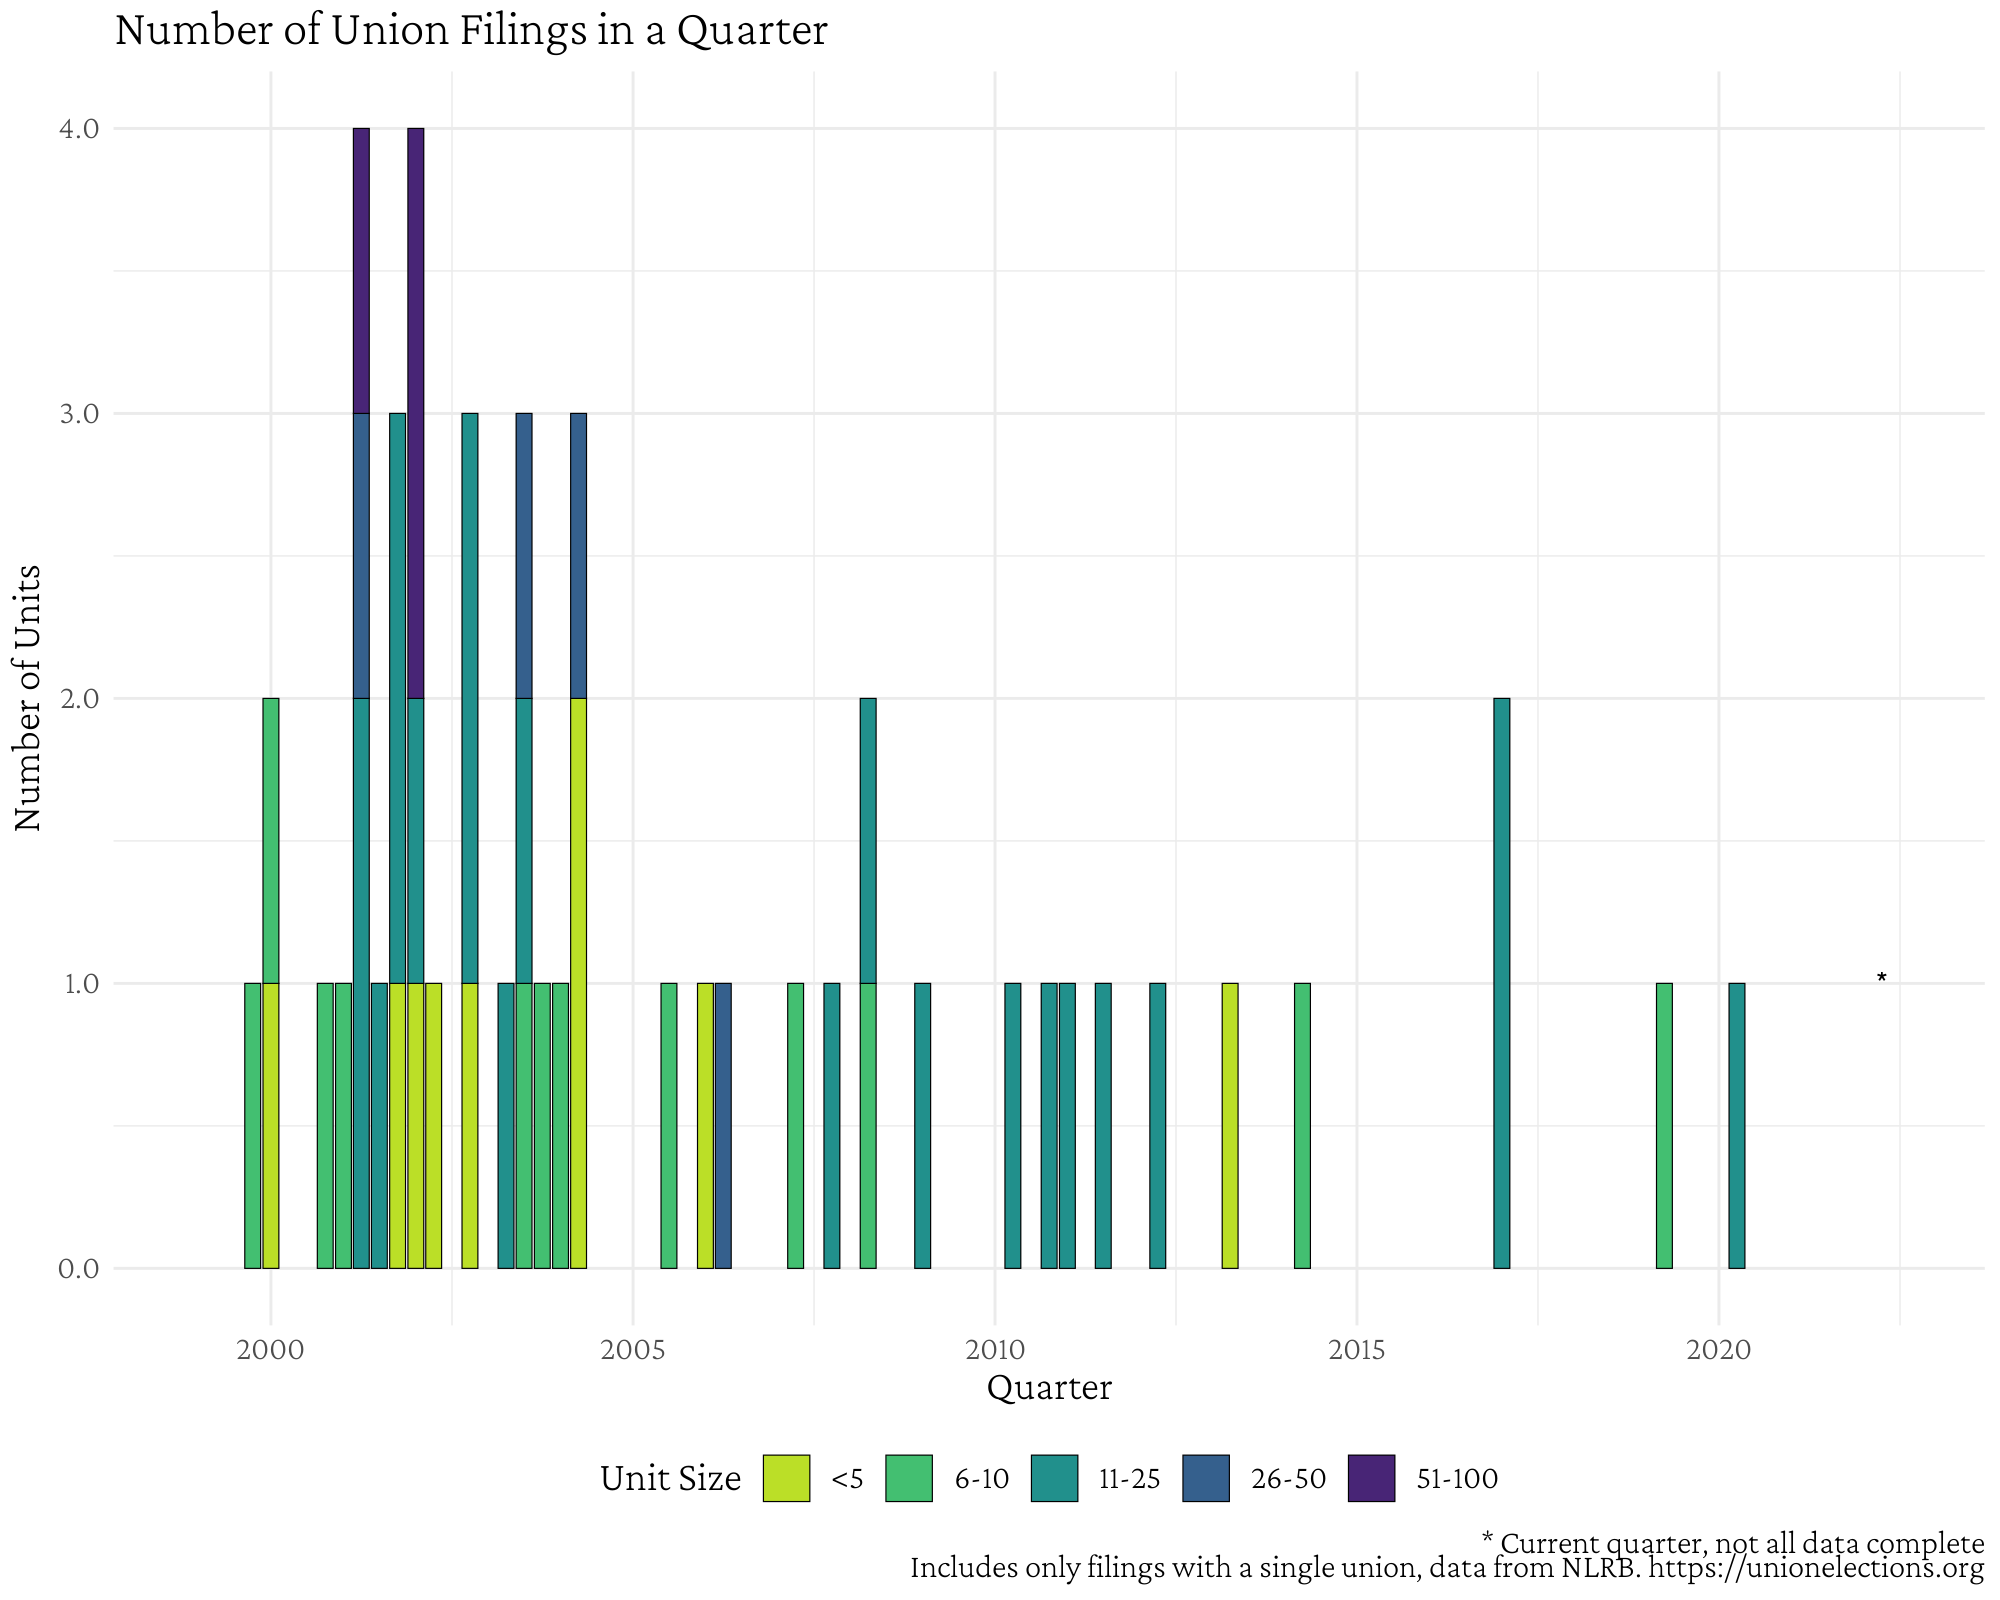 Number of Union Filings in a Quarter
Number of Units
4.0
3.0
2.0
1.0
0.0
*
2000 2005 2010 2015 2020
Quarter
Unit Size <5 6-10 11-25 26-50 51-100
* Current quarter, not all data complete
Includes only filings with a single union, data from NLRB. https://unionelections.org